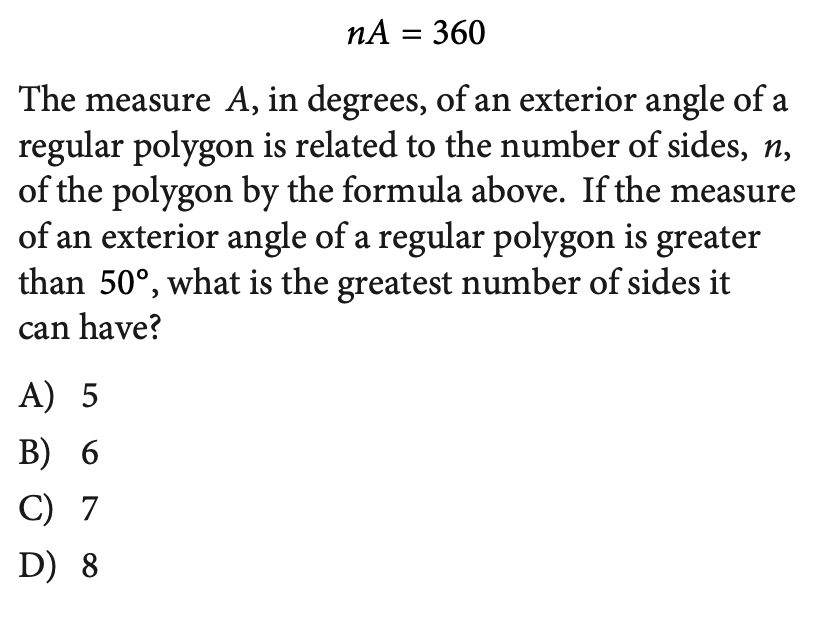 nA = 360
The measure A, in degrees, of an exterior angle of a
regular polygon is related to the number of sides, n,
of the polygon by the formula above. If the measure
of an exterior angle of a regular polygon is greater
than 50°, what is the greatest number of sides it
can have?
A) 5
B) 6
C) 7
D) 8